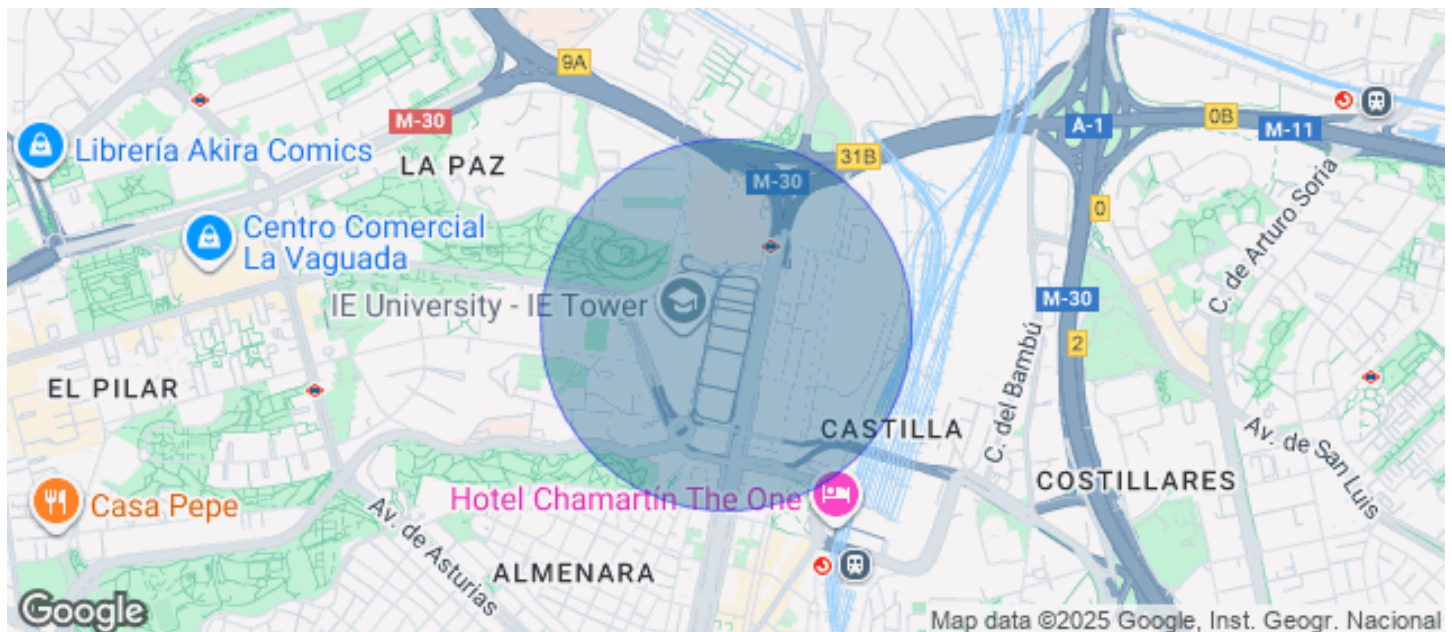 9A
M-30
A-1
0B
M-11
Librería Akira Comics
LA PAZ
31B
M-30
C. de Arturo Soria
0
Centro Comercial
La Vaguada
IE University - IE Tower
M-30
2
C. del Bambú
EL PILAR
CASTILLA
Av. de San Luis
COSTILLARES
Hotel Chamartín The One
Casa Pepe
Av. de Asturias
ALMENARA
Google
Map data ©2025 Google, Inst. Geogr. Nacional